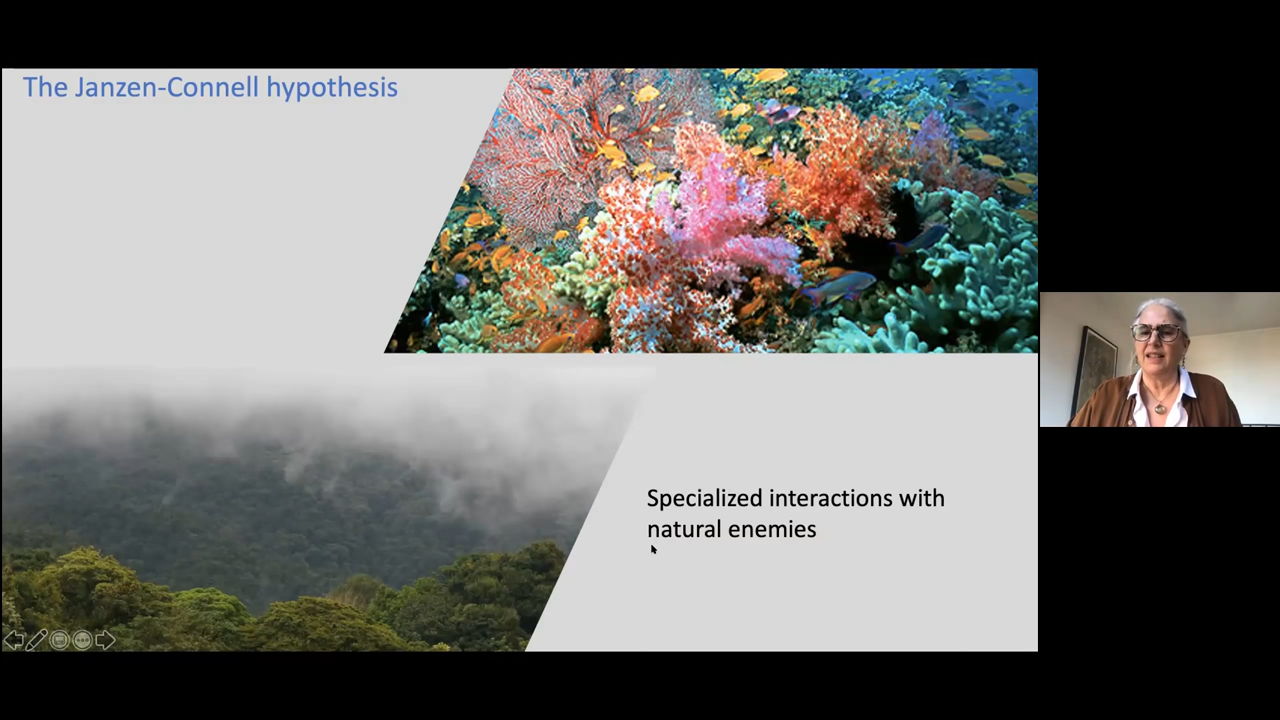 The Janzen-Connell hypothesis
Specialized interactions with
natural enemies